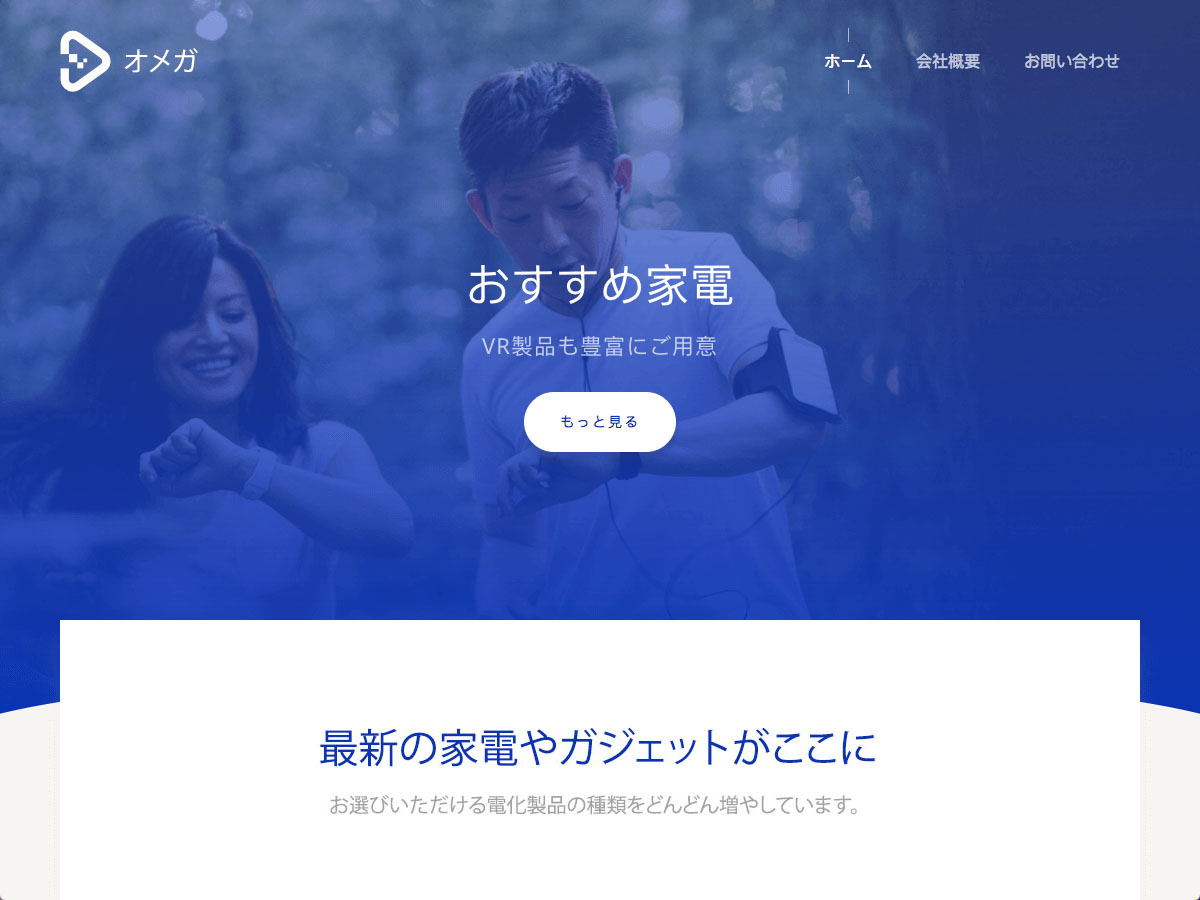 オメガ
ホーム 会社概要 お問い合わせ
おすすめ家電
VR製品も豊富にご用意
もっと見る
最新の家電やガジェットがここに
お選びいただける電化製品の種類をどんどん増やしています。